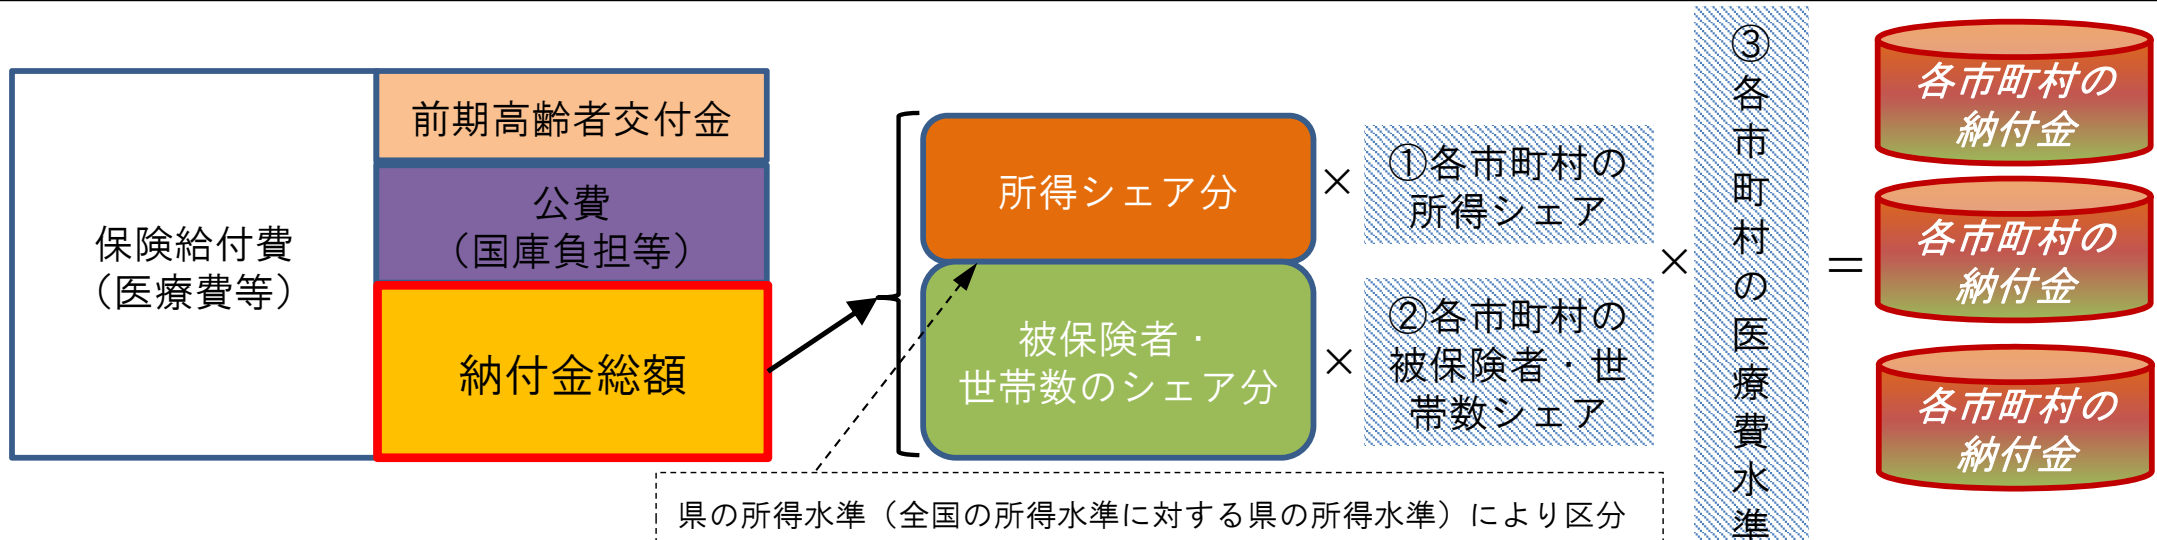 保険給付費
（医療費等）
前期高齢者交付金
公費
（国庫負担等）
納付金総額
所得シェア分
被保険者・
世帯数のシェア分
×
①各市町村の
所得シェア
×
②各市町村の
被保険者・世
帯数シェア
×
③各市町村の医療費水準
＝
各市町村の
納付金
各市町村の
納付金
各市町村の
納付金
県の所得水準（全国の所得水準に対する県の所得水準）により区分